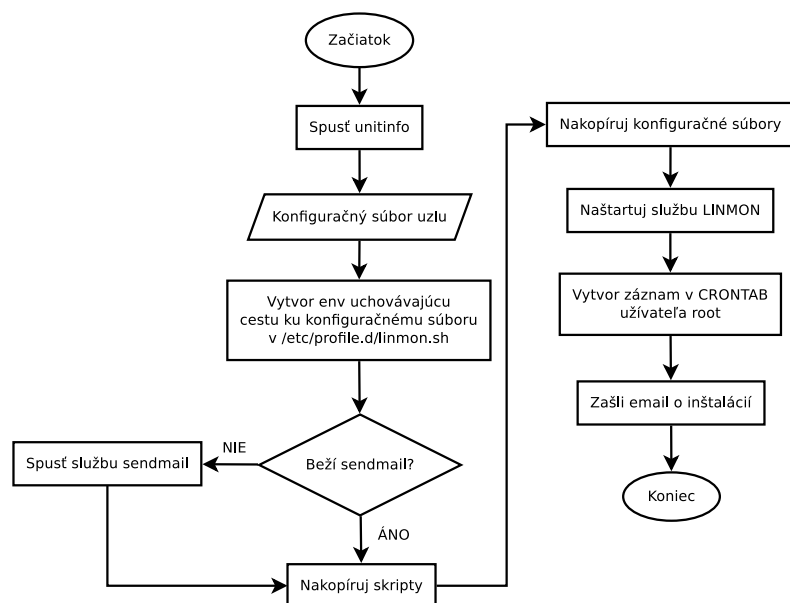 Začiatok
Spusť unitinfo
Konfiguračný súbor uzlu
Vytvor env uchovávajúcu
cestu ku konfiguračnému súboru
v /etc/profile.d/linmon.sh
Beží sendmail?
NIE
Spusť službu sendmail
ÁNO
Nakopíruj skripty
Nakopíruj konfiguračné súbory
Naštartuj službu LINMON
Vytvor záznam v CRONTAB
užívateľa root
Zašli email o inštalácií
Koniec